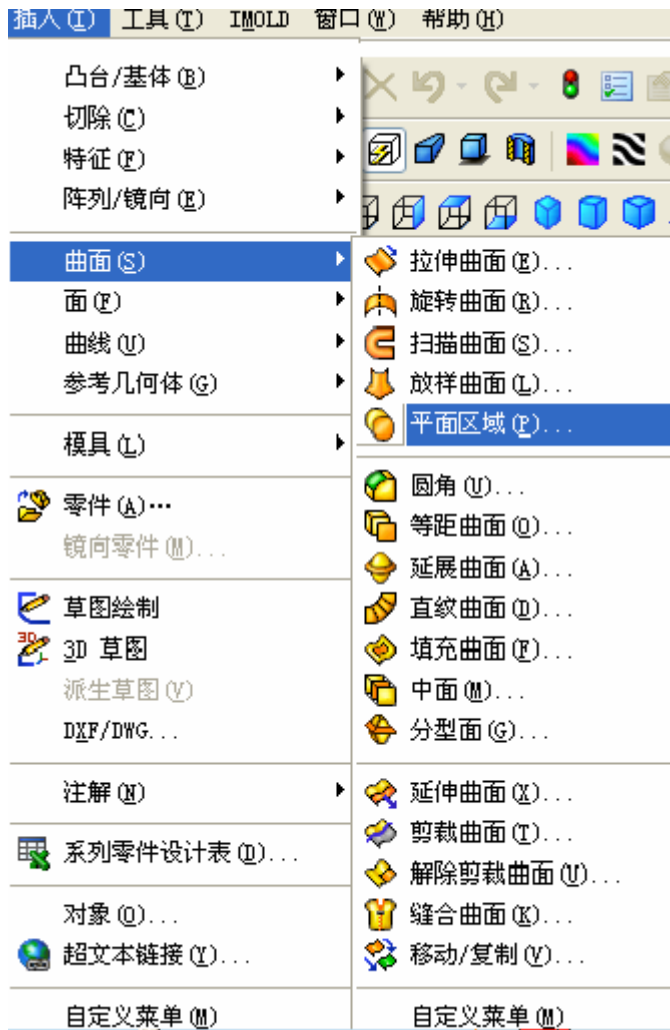 插入(I) 工具(T) IMOLD 窗口(W) 帮助(H)
凸台/基体(B)
切除(C)
特征(F)
阵列/镜向(E)
曲面(S)
面(F)
曲线(U)
参考几何体(G)
模具(L)
零件(A)…
镜向零件(M)...
草图绘制
3D 草图
派生草图(V)
DXF/DWG...
注解(N)
系列零件设计表(D)...
对象(O)...
超文本链接(Y)...
自定义菜单(M)
拉伸曲面(E)...
旋转曲面(R)...
扫描曲面(S)...
放样曲面(L)...
平面区域(P)...
圆角(U)...
等距曲面(O)...
延展曲面(A)...
直纹曲面(D)...
填充曲面(F)...
中面(M)...
分型面(G)...
延伸曲面(X)...
剪裁曲面(T)...
解除剪裁曲面(U)...
缝合曲面(K)...
移动/复制(V)...
自定义菜单(M)